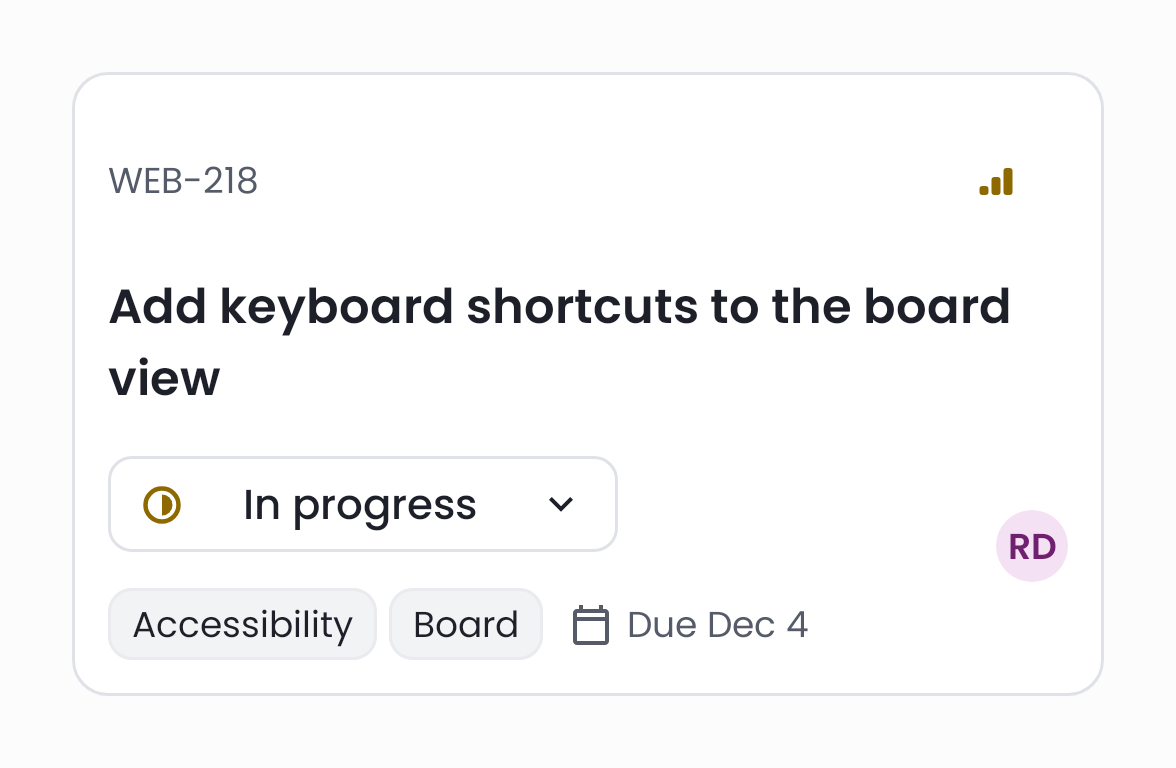 WEB-218
Add keyboard shortcuts to the board
view
In progress
RD
Accessibility
Board
Due Dec 4